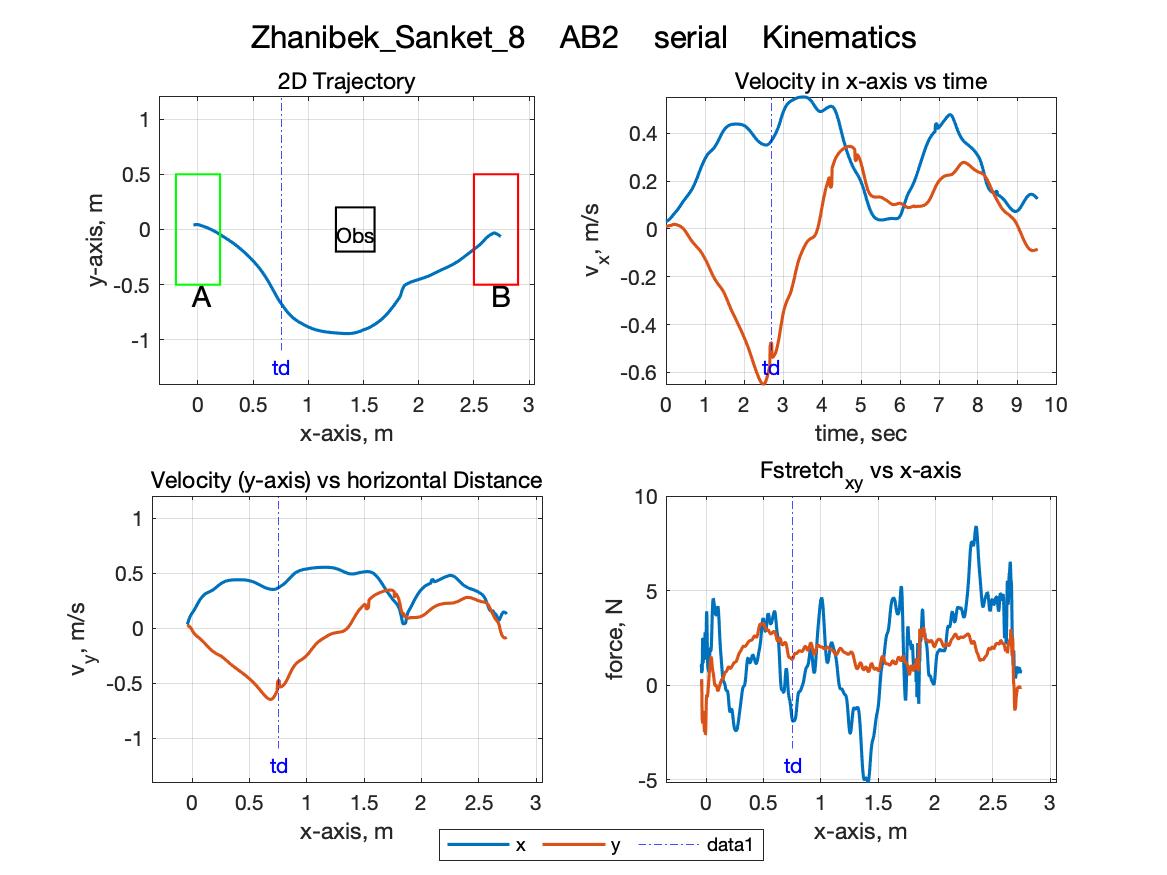 Zhanibek_Sanket_8 AB2 serial Kinematics
2D Trajectory
Velocity in x-axis vs time
1
0.5
0
-0.5
-1
y-axis, m
Obs
A
B
td
0 0.5 1 1.5 2 2.5 3
x-axis, m
0.4
0.2
0
-0.2
-0.4
-0.6
v_x, m/s
td
0 1 2 3 4 5 6 7 8 9 10
time, sec
Velocity (y-axis) vs horizontal Distance
Fstretch_xy vs x-axis
1
0.5
0
-0.5
-1
v_y, m/s
td
0 0.5 1 1.5 2 2.5 3
x-axis, m
10
5
0
-5
force, N
td
0 0.5 1 1.5 2 2.5 3
x-axis, m
x y data1